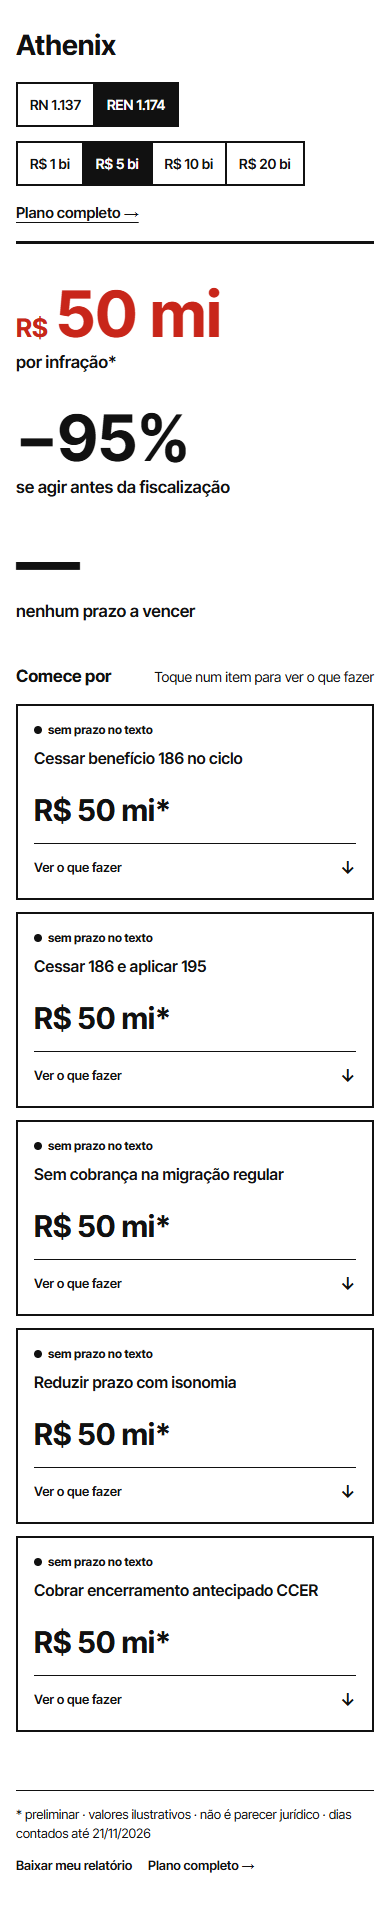 Athenix
RN 1.137 REN 1.174
R$ 1 bi R$ 5 bi R$ 10 bi R$ 20 bi
Plano completo →
R$ 50 mi
por infração*
−95%
se agir antes da fiscalização
—
nenhum prazo a vencer
Comece por Toque num item para ver o que fazer
● sem prazo no texto
Cessar benefício 186 no ciclo
R$ 50 mi*
Ver o que fazer ↓
● sem prazo no texto
Cessar 186 e aplicar 195
R$ 50 mi*
Ver o que fazer ↓
● sem prazo no texto
Sem cobrança na migração regular
R$ 50 mi*
Ver o que fazer ↓
● sem prazo no texto
Reduzir prazo com isonomia
R$ 50 mi*
Ver o que fazer ↓
● sem prazo no texto
Cobrar encerramento antecipado CCER
R$ 50 mi*
Ver o que fazer ↓
* preliminar · valores ilustrativos · não é parecer jurídico · dias
contados até 21/11/2026
Baixar meu relatório Plano completo →